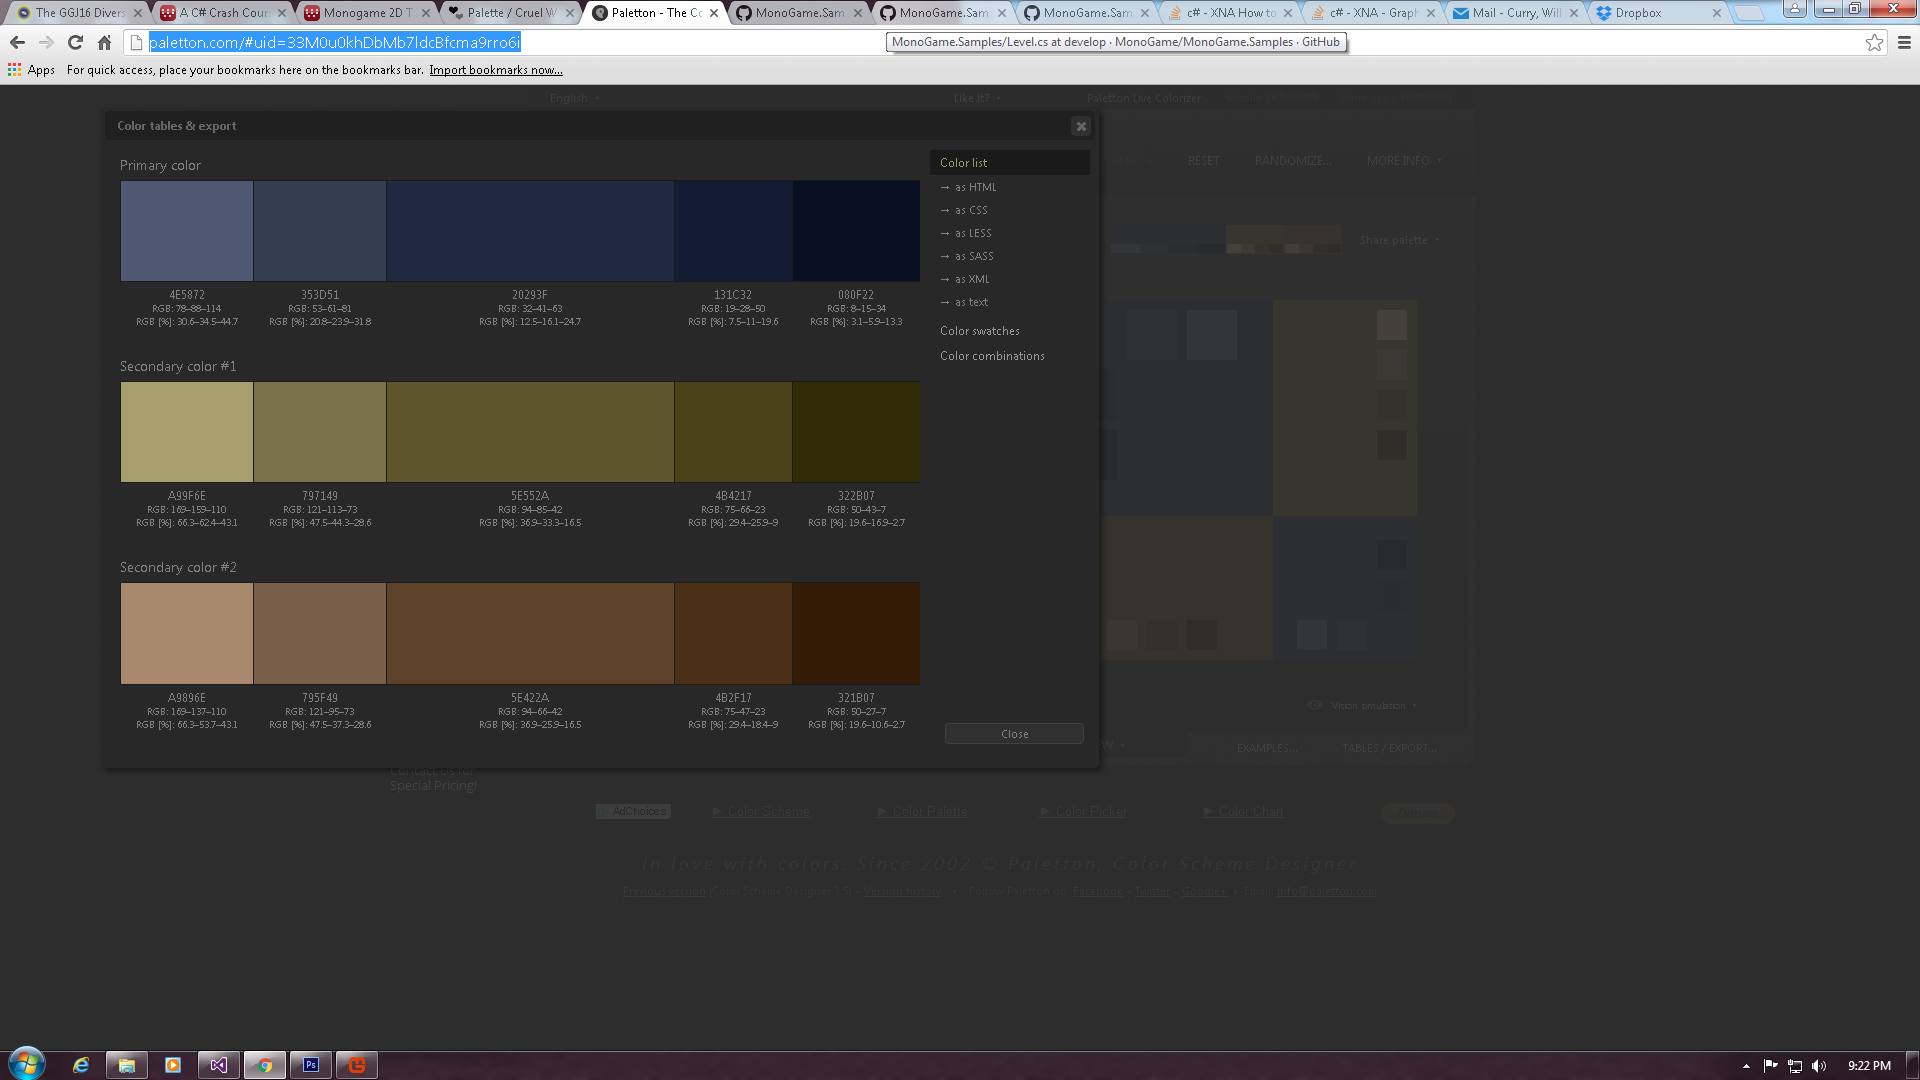 The GGJ16 Divers
A C# Crash Cour
Monogame 2D T
Palette / Cruel W
Paletton - The Co
MonoGame.Sam
MonoGame.Sam
MonoGame.Sam
c# - XNA How to
c# - XNA - Graph
Mail - Curry, Will
Dropbox
paletton.com/#uid=33M0u0khDbMb7ldcBfcma9rro6i
MonoGame.Samples/Level.cs at develop · MonoGame/MonoGame.Samples · GitHub
Apps For quick access, place your bookmarks here on the bookmarks bar. Import bookmarks now...
English
Like It?
Paletton Live Colorizer
Color tables & export
Primary color
4E5872
RGB: 78–88–114
RGB [%]: 30.6–34.5–44.7
353D51
RGB: 53–61–81
RGB [%]: 20.8–23.9–31.8
20293F
RGB: 32–41–63
RGB [%]: 12.5–16.1–24.7
131C32
RGB: 19–28–50
RGB [%]: 7.5–11–19.6
080F22
RGB: 8–15–34
RGB [%]: 3.1–5.9–13.3
Secondary color #1
A99F6E
RGB: 169–159–110
RGB [%]: 66.3–62.4–43.1
797149
RGB: 121–113–73
RGB [%]: 47.5–44.3–28.6
5E552A
RGB: 94–85–42
RGB [%]: 36.9–33.3–16.5
4B4217
RGB: 75–66–23
RGB [%]: 29.4–25.9–9
322B07
RGB: 50–43–7
RGB [%]: 19.6–16.9–2.7
Secondary color #2
A9896E
RGB: 169–137–110
RGB [%]: 66.3–53.7–43.1
795F49
RGB: 121–95–73
RGB [%]: 47.5–37.3–28.6
5E422A
RGB: 94–66–42
RGB [%]: 36.9–25.9–16.5
4B2F17
RGB: 75–47–23
RGB [%]: 29.4–18.4–9
321B07
RGB: 50–27–7
RGB [%]: 19.6–10.6–2.7
Color list
→ as HTML
→ as CSS
→ as LESS
→ as SASS
→ as XML
→ as text
Color swatches
Color combinations
Close
RESET
RANDOMIZE...
MORE INFO
Share palette
Vision simulation
EXAMPLES...
TABLES / EXPORT...
Contact Us for
Special Pricing!
AdChoices
► Color Scheme
► Color Palette
► Color Picker
► Color Chart
Donate
In love with colors. Since 2002 © Paletton, Color Scheme Designer
Previous version (Color Scheme Designer 3.5) – Version history • Follow Paletton on: Facebook – Twitter – Google+ • Email: info@paletton.com
Ps
9:22 PM